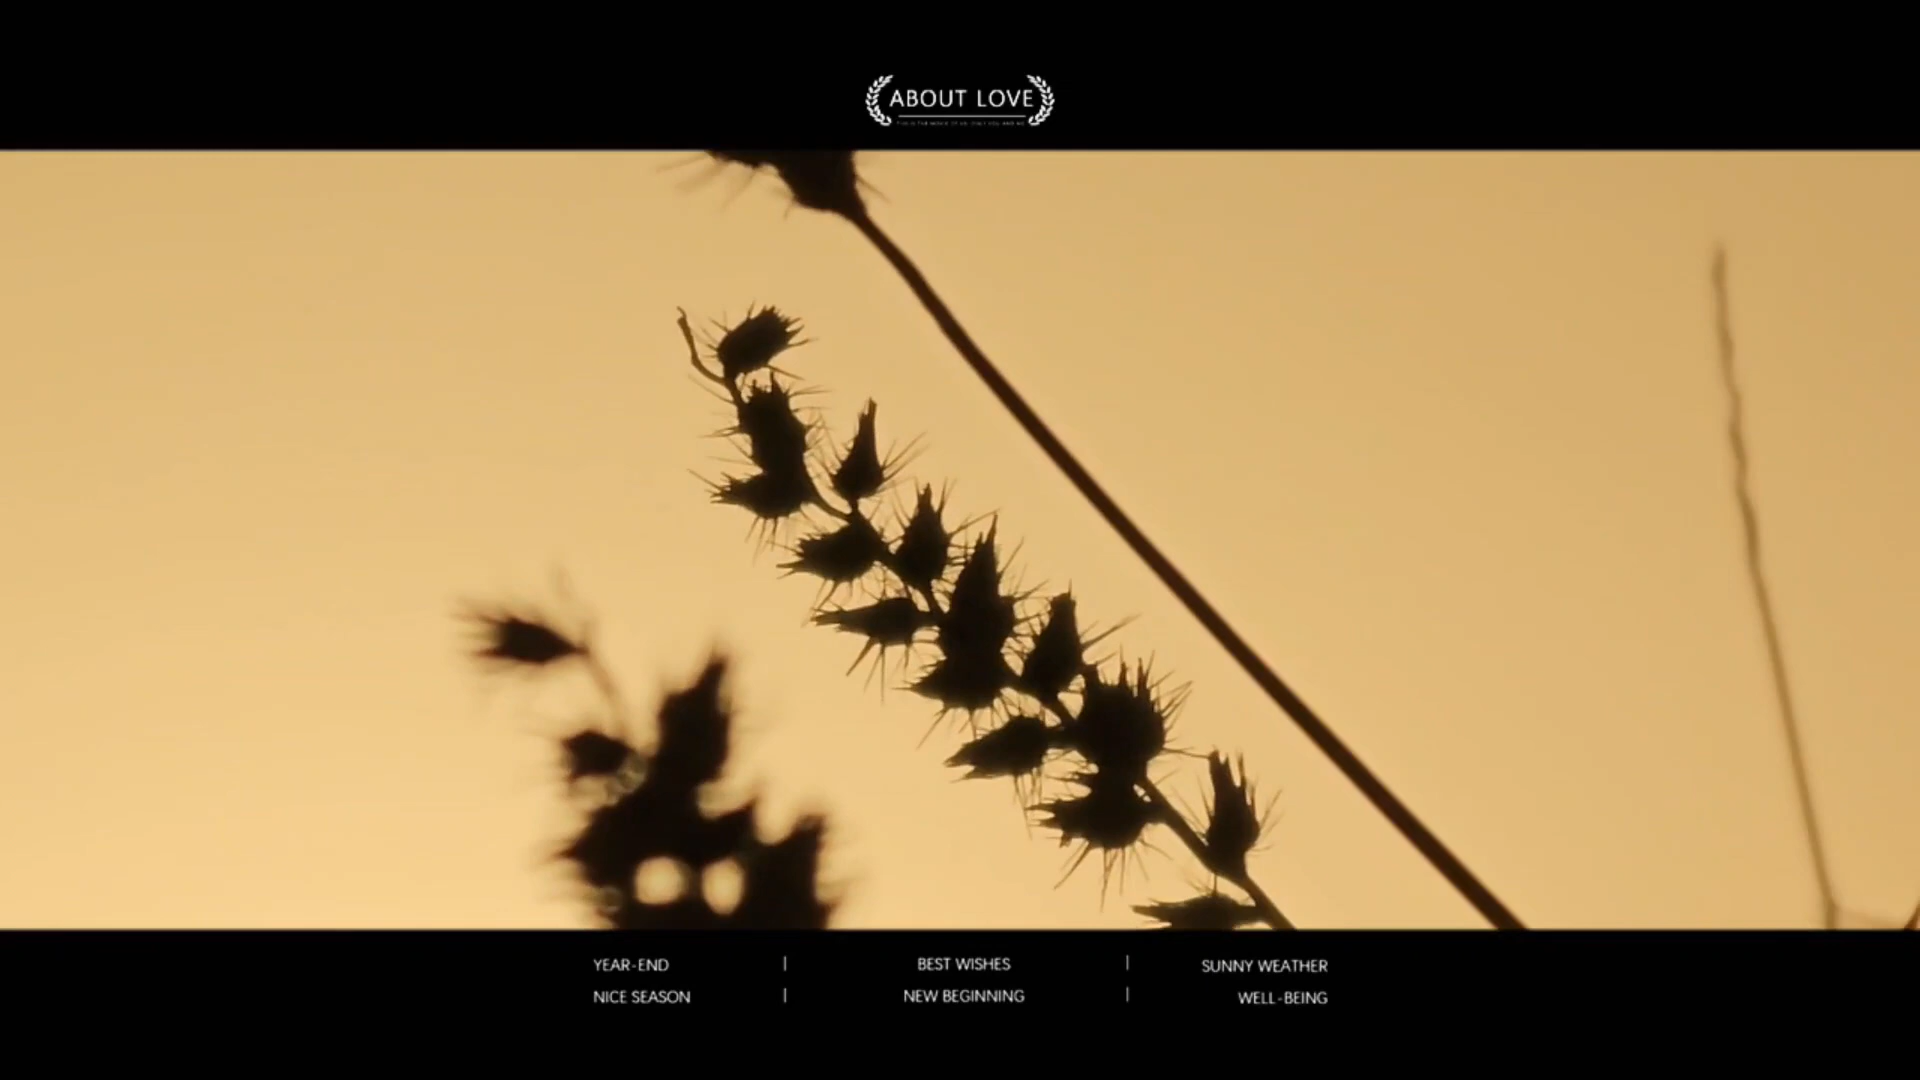 ABOUT LOVE
YEAR-END | BEST WISHES | SUNNY WEATHER
NICE SEASON | NEW BEGINNING | WELL-BEING